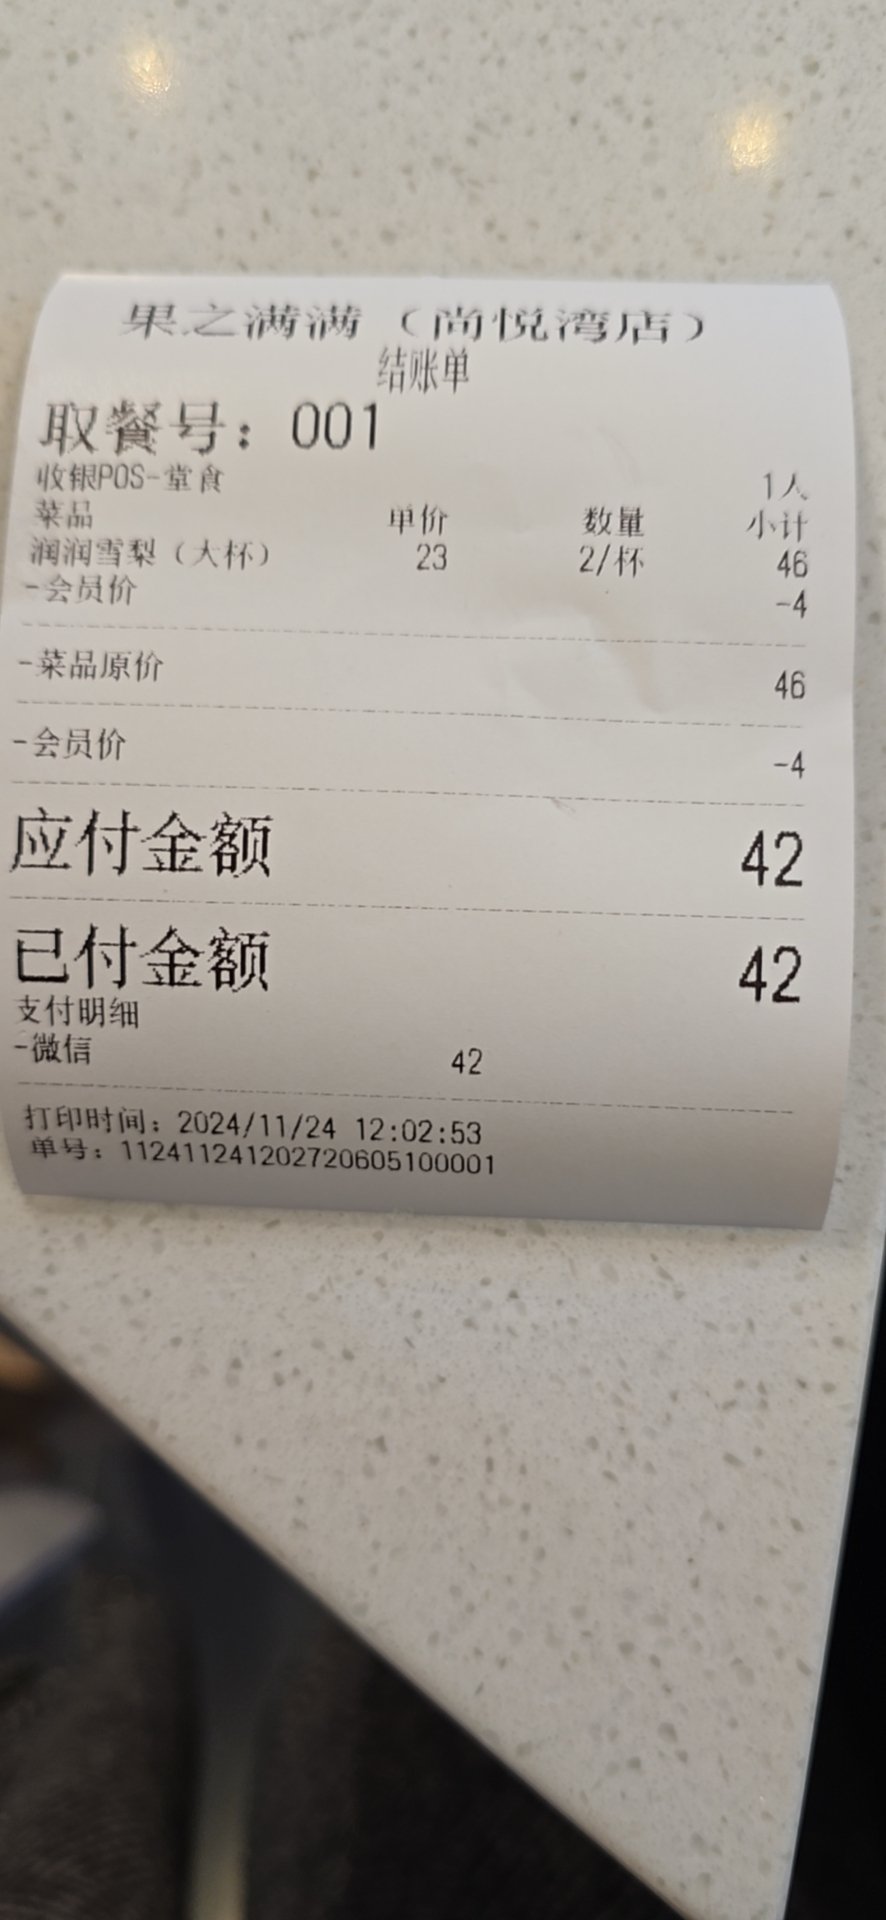 果之满满（尚悦湾店）
结账单
取餐号：001
收银POS-堂食 1人
菜品 单价 数量 小计
润润雪梨（大杯） 23 2/杯 46
-会员价 -4
-菜品原价 46
-会员价 -4
应付金额 42
已付金额 42
支付明细
-微信 42
打印时间：2024/11/24 12:02:53
单号：112411241202720605100001